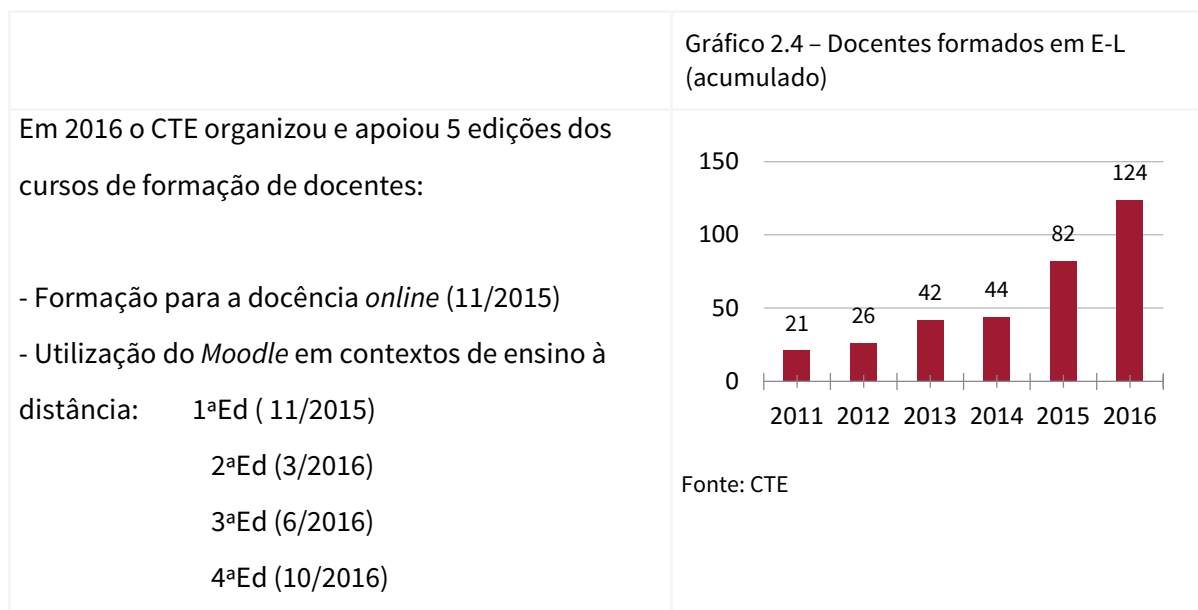 Gráfico 2.4 – Docentes formados em E-L
(acumulado)
Em 2016 o CTE organizou e apoiou 5 edições dos
cursos de formação de docentes:
- Formação para a docência online (11/2015)
- Utilização do Moodle em contextos de ensino à
distância: 1ªEd ( 11/2015)
2ªEd (3/2016)
3ªEd (6/2016)
4ªEd (10/2016)
150
100
50
0
21
26
42
44
82
124
2011 2012 2013 2014 2015 2016
Fonte: CTE